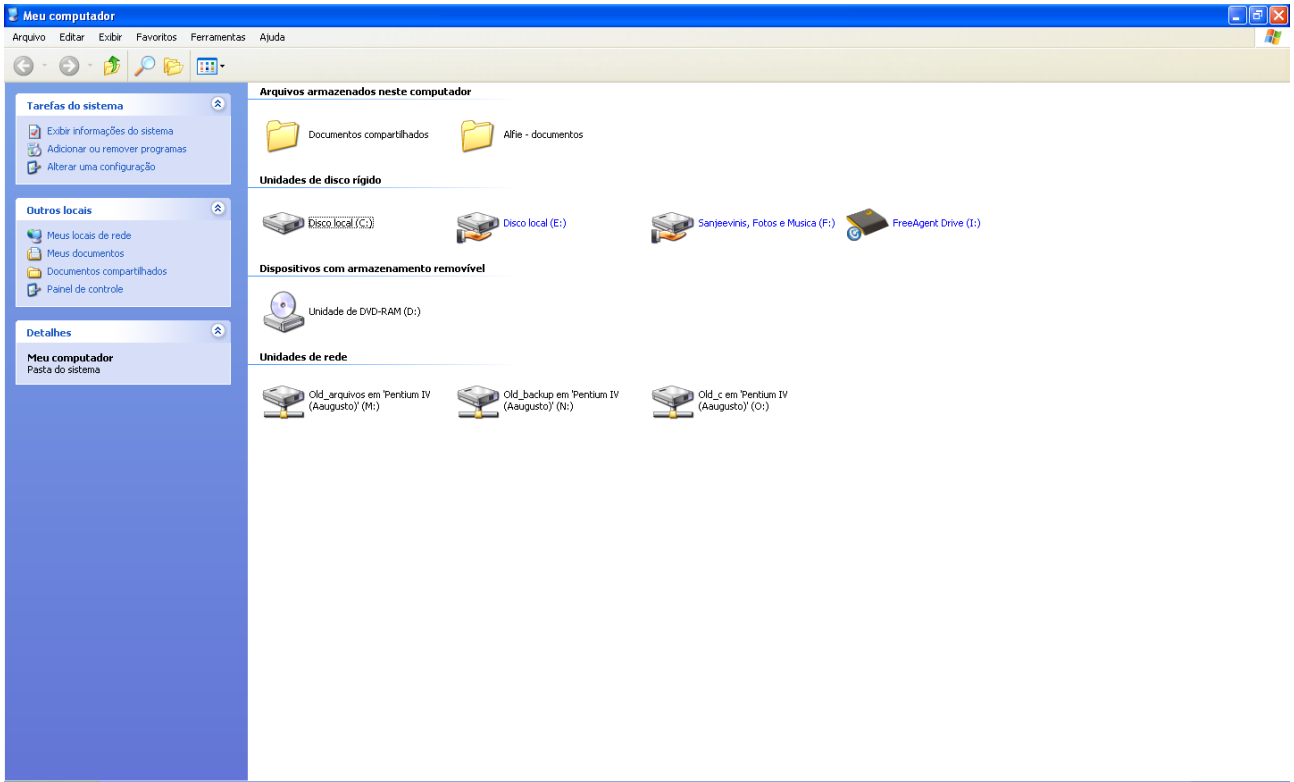 Meu computador
Arquivo Editar Exibir Favoritos Ferramentas Ajuda
Tarefas do sistema
Exibir informações do sistema
Adicionar ou remover programas
Alterar uma configuração
Outros locais
Meus locais de rede
Meus documentos
Documentos compartilhados
Painel de controle
Detalhes
Meu computador
Pasta do sistema
Arquivos armazenados neste computador
Documentos compartilhados
Alfie - documentos
Unidades de disco rígido
Disco local (C:)
Disco local (E:)
Sanjeevinis, Fotos e Musica (F:)
FreeAgent Drive (I:)
Dispositivos com armazenamento removível
Unidade de DVD-RAM (D:)
Unidades de rede
Old_arquivos em 'Pentium IV
(Aaugusto)' (M:)
Old_backup em 'Pentium IV
(Aaugusto)' (N:)
Old_c em 'Pentium IV
(Aaugusto)' (O:)